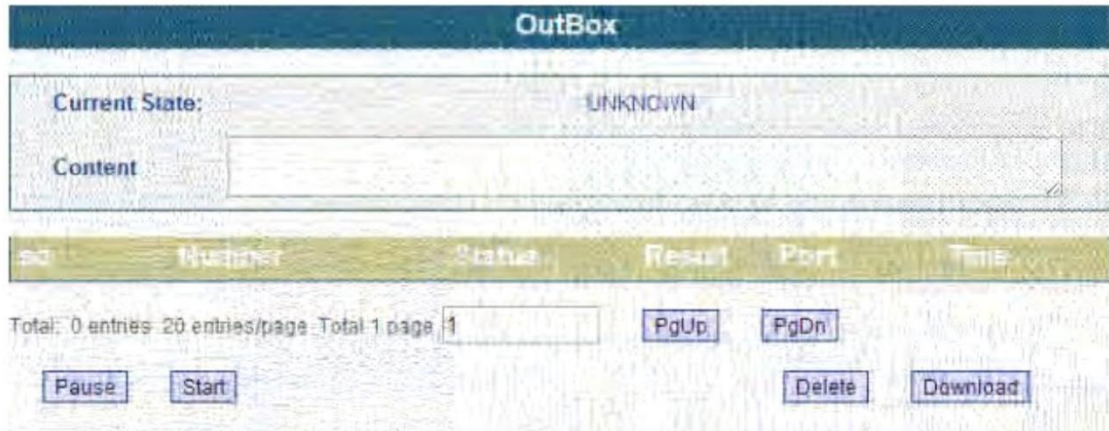 OutBox
Current State: UNKNOWN
Content
Number Status Result Port Time
Total: 0 entries 20 entries/page Total 1 page 1 PgUp PgDn
Pause Start Delete Download